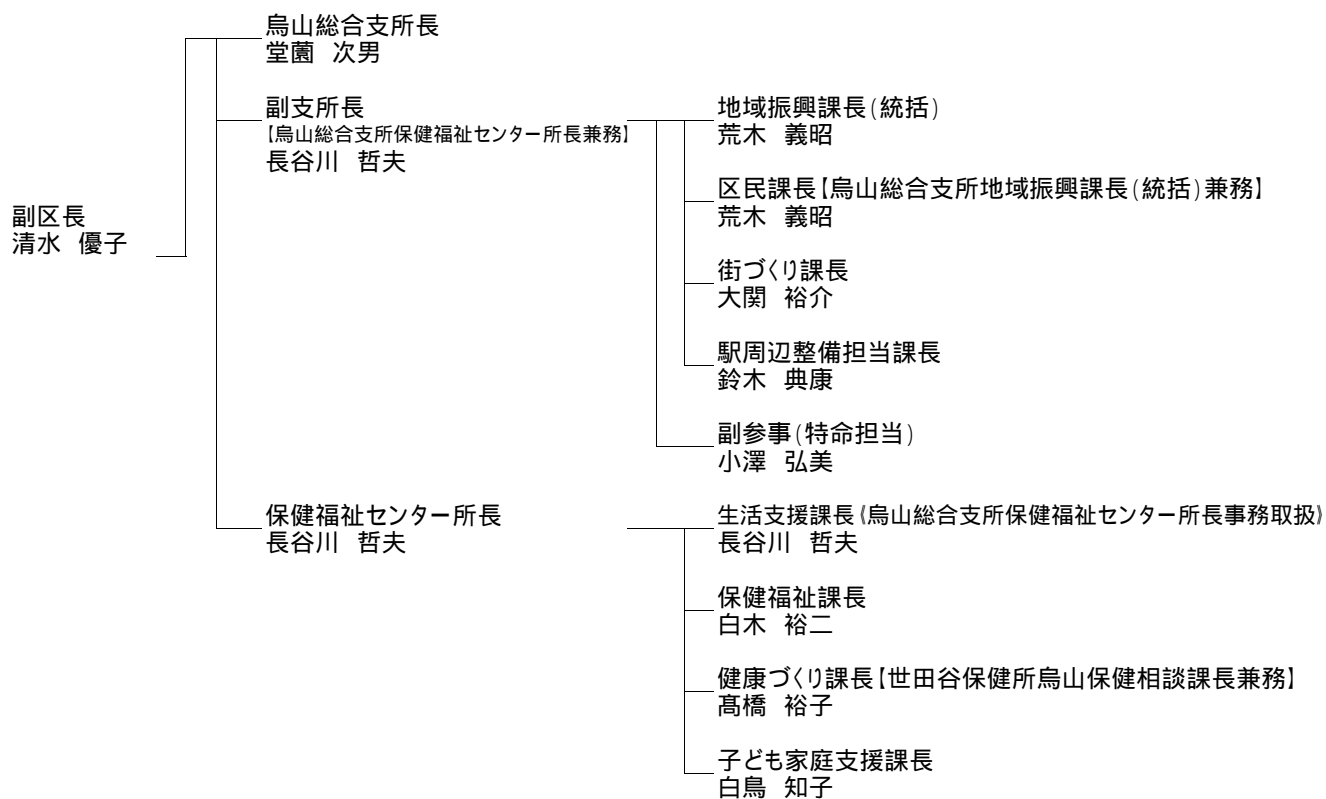 烏山総合支所長
堂薗 次男
副支所長
【烏山総合支所保健福祉センター所長兼務】
長谷川 哲夫
地域振興課長(統括)
荒木 義昭
区民課長【烏山総合支所地域振興課長(統括)兼務】
荒木 義昭
副区長
清水 優子
街づくり課長
大関 裕介
駅周辺整備担当課長
鈴木 典康
副参事(特命担当)
小澤 弘美
保健福祉センター所長
長谷川 哲夫
生活支援課長《烏山総合支所保健福祉センター所長事務取扱》
長谷川 哲夫
保健福祉課長
白木 裕二
健康づくり課長【世田谷保健所烏山保健相談課長兼務】
髙橋 裕子
子ども家庭支援課長
白鳥 知子